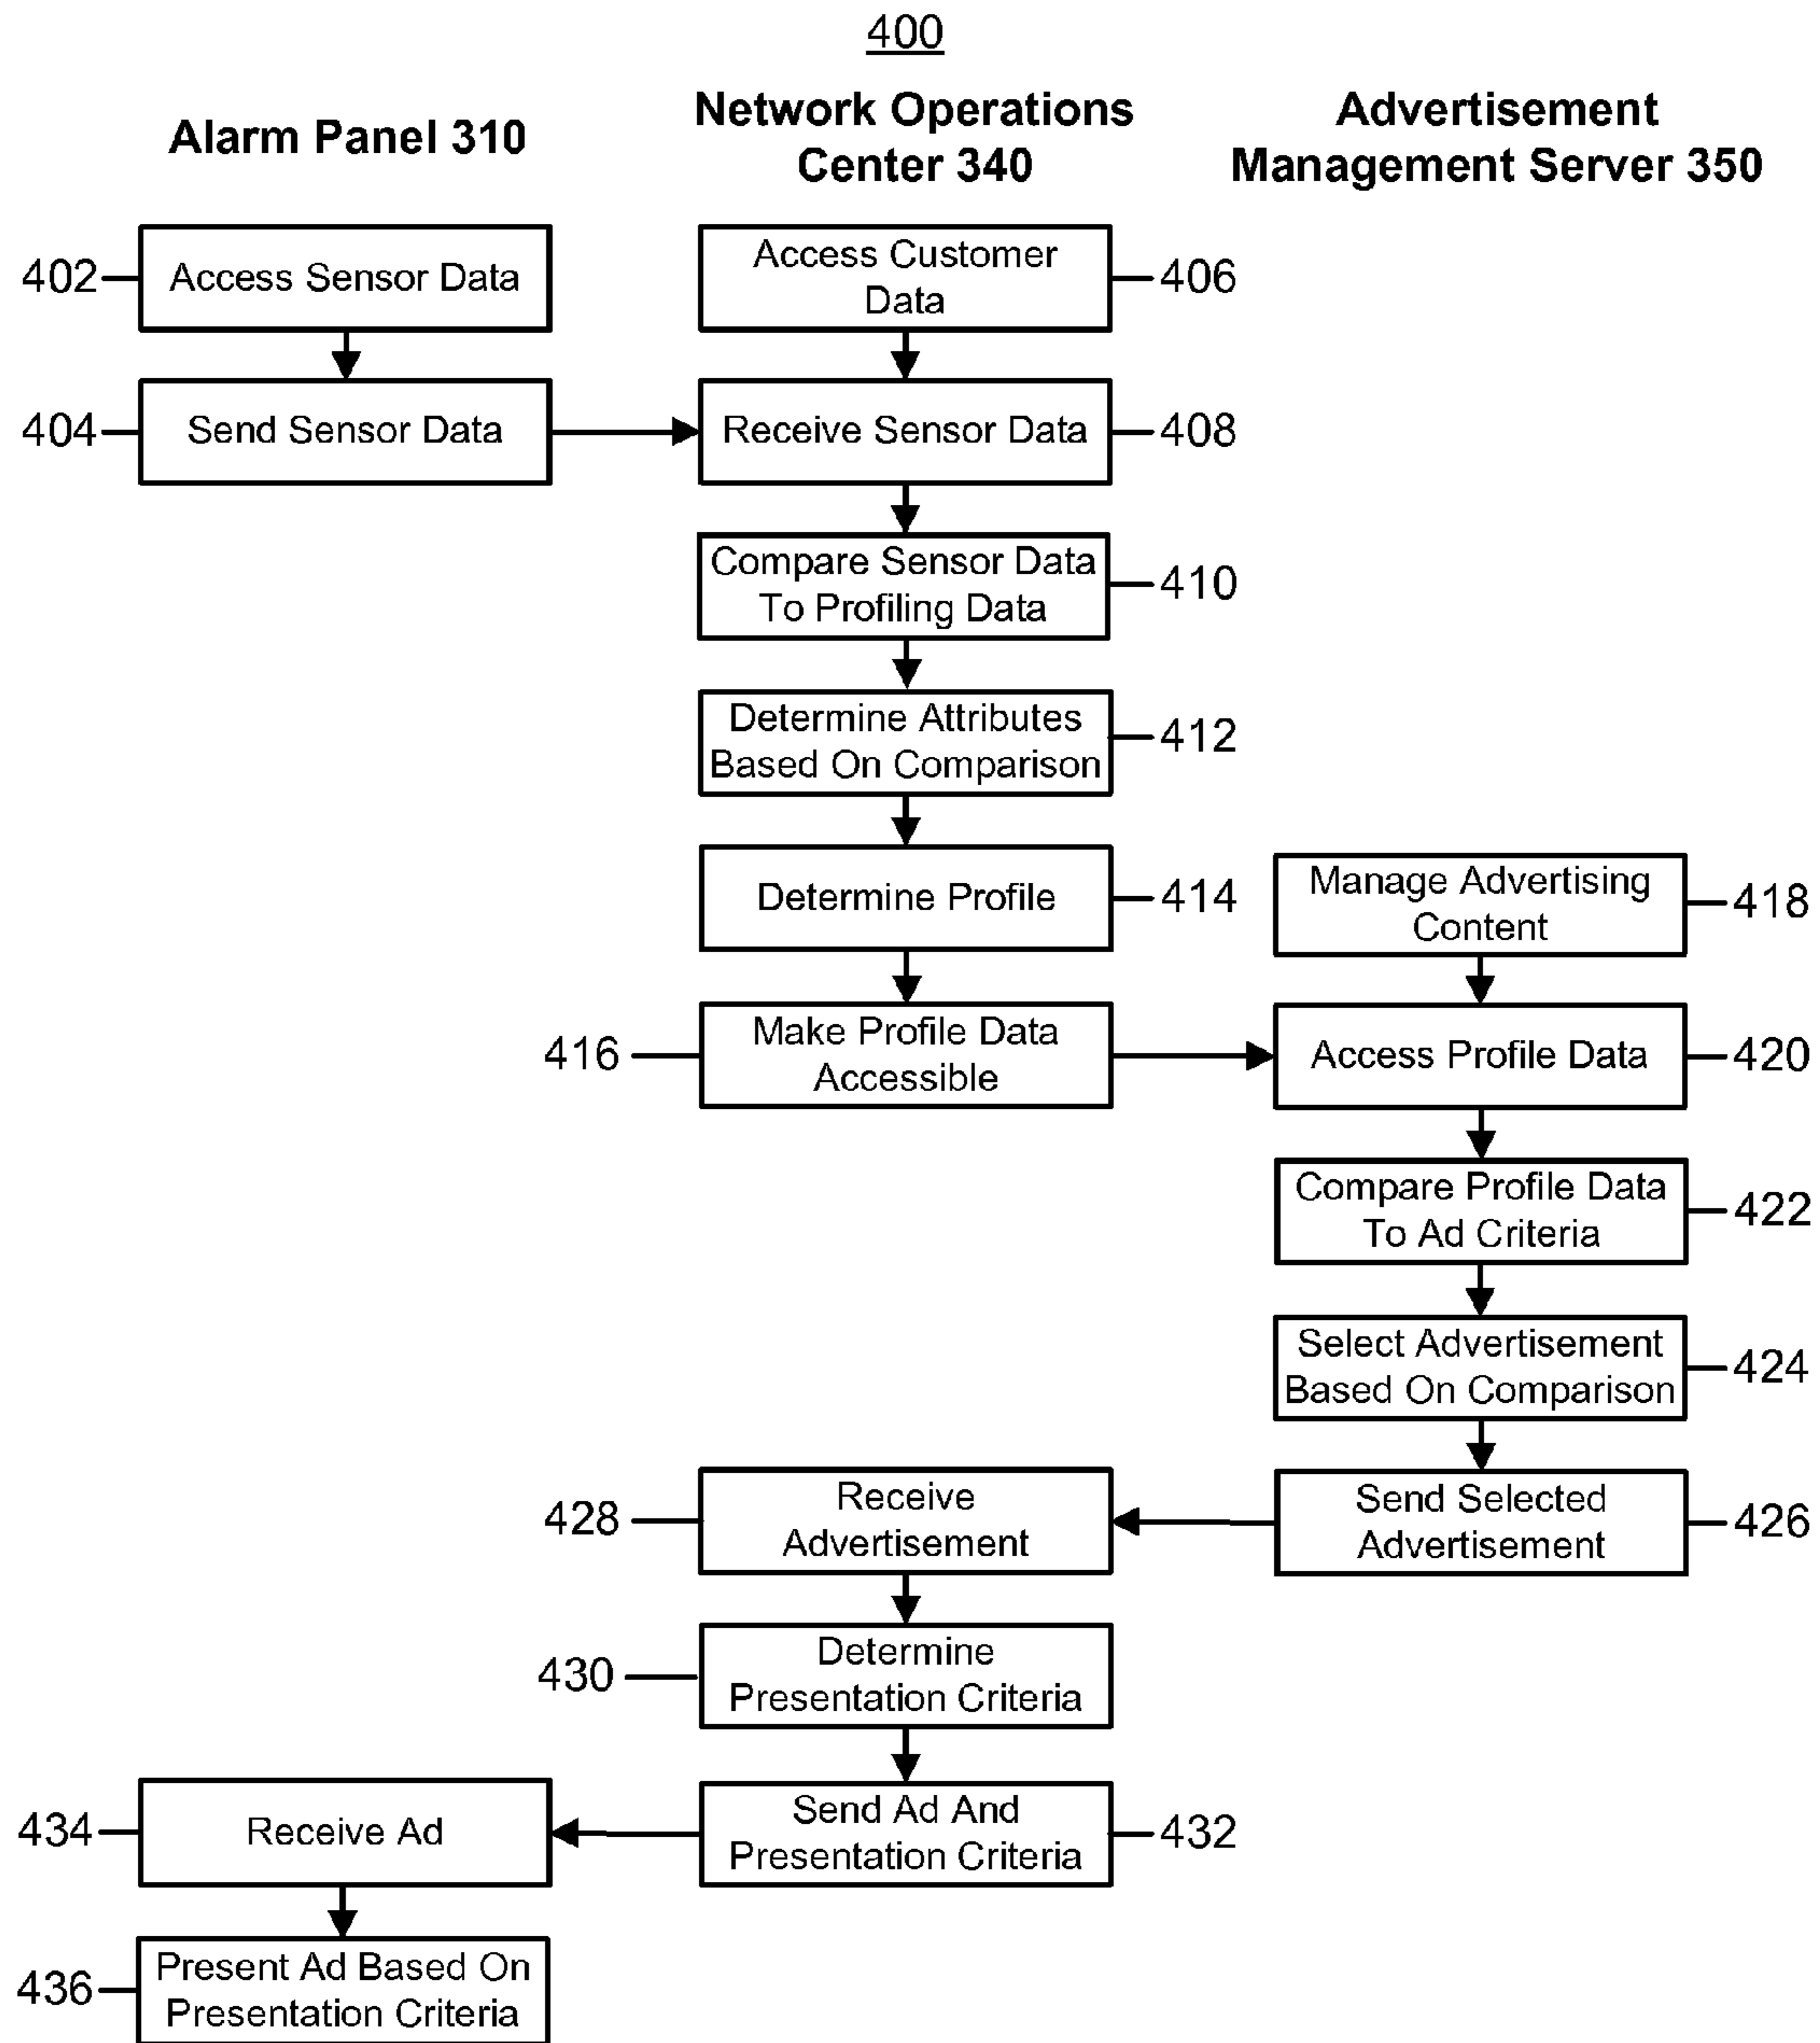 400
Alarm Panel 310
Network Operations
Center 340
Advertisement
Management Server 350
402
Access Sensor Data
Access Customer
Data
406
404
Send Sensor Data
Receive Sensor Data
408
Compare Sensor Data
To Profiling Data
410
Determine Attributes
Based On Comparison
412
Determine Profile
414
Manage Advertising
Content
418
416
Make Profile Data
Accessible
Access Profile Data
420
Compare Profile Data
To Ad Criteria
422
Select Advertisement
Based On Comparison
424
428
Receive
Advertisement
Send Selected
Advertisement
426
430
Determine
Presentation Criteria
434
Receive Ad
Send Ad And
Presentation Criteria
432
436
Present Ad Based On
Presentation Criteria